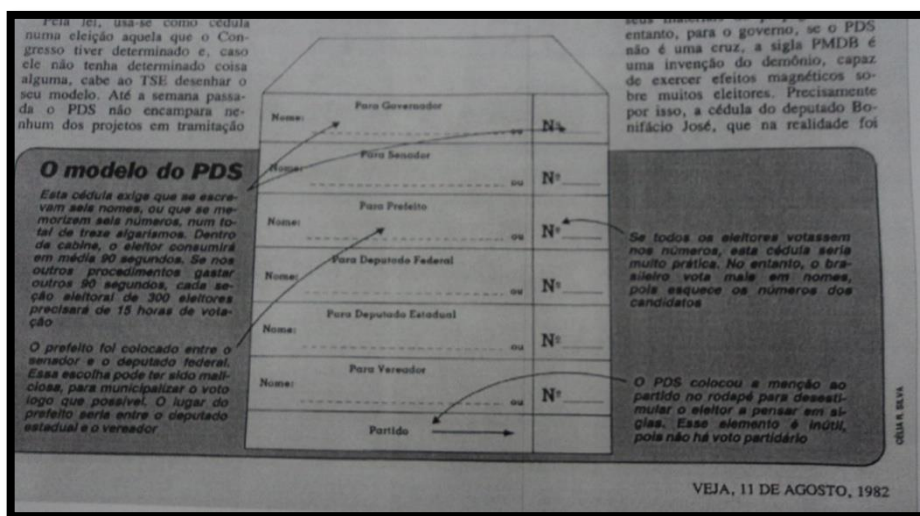 Pela lei, usa-se como cédula
numa eleição aquela que o Con-
gresso tiver determinado e, caso
ele não tenha determinado coisa
alguma, cabe ao TSE desenhar o
seu modelo. Até a semana passa-
da o PDS não encampara ne-
nhum dos projetos em tramitação
entanto, para o governo, se o PDS
não é uma cruz, a sigla PMDB é
uma invenção do demônio, capaz
de exercer efeitos magnéticos so-
bre muitos eleitores. Precisamente
por isso, a cédula do deputado Bo-
nifácio José, que na realidade foi
O modelo do PDS
Esta cédula exige que se escre-
vam seis nomes, ou que se me-
morizem seis números, num to-
tal de treze algarismos. Dentro
da cabine, o eleitor consumirá
em média 90 segundos. Se nos
outros procedimentos gastar
outros 90 segundos, cada se-
ção eleitoral de 300 eleitores
precisará de 15 horas de vota-
ção
O prefeito foi colocado entre o
senador e o deputado federal.
Essa escolha pode ter sido mali-
ciosa, para municipalizar o voto
logo que possível. O lugar do
prefeito seria entre o deputado
estadual e o vereador
Para Governador
Nome: ou Nº
Para Senador
Nome: ou Nº
Para Prefeito
Nome: ou Nº
Para Deputado Federal
Nome: ou Nº
Para Deputado Estadual
Nome: ou Nº
Para Vereador
Nome: ou Nº
Partido
Se todos os eleitores votassem
nos números, esta cédula seria
muito prática. No entanto, o bra-
sileiro vota mais em nomes,
pois esquece os números dos
candidatos
O PDS colocou a menção ao
partido no rodapé para desesti-
mular o eleitor a pensar em si-
glas. Esse elemento é inútil,
pois não há voto partidário
CÉLIA R. SILVA
VEJA, 11 DE AGOSTO, 1982